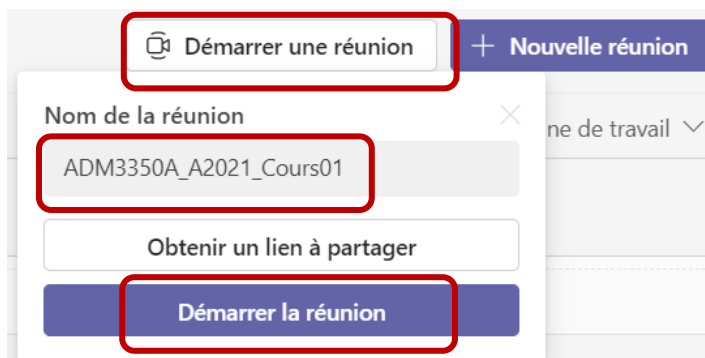 Démarrer une réunion
+ Nouvelle réunion
Nom de la réunion
ne de travail
ADM3350A_A2021_Cours01
Obtenir un lien à partager
Démarrer la réunion